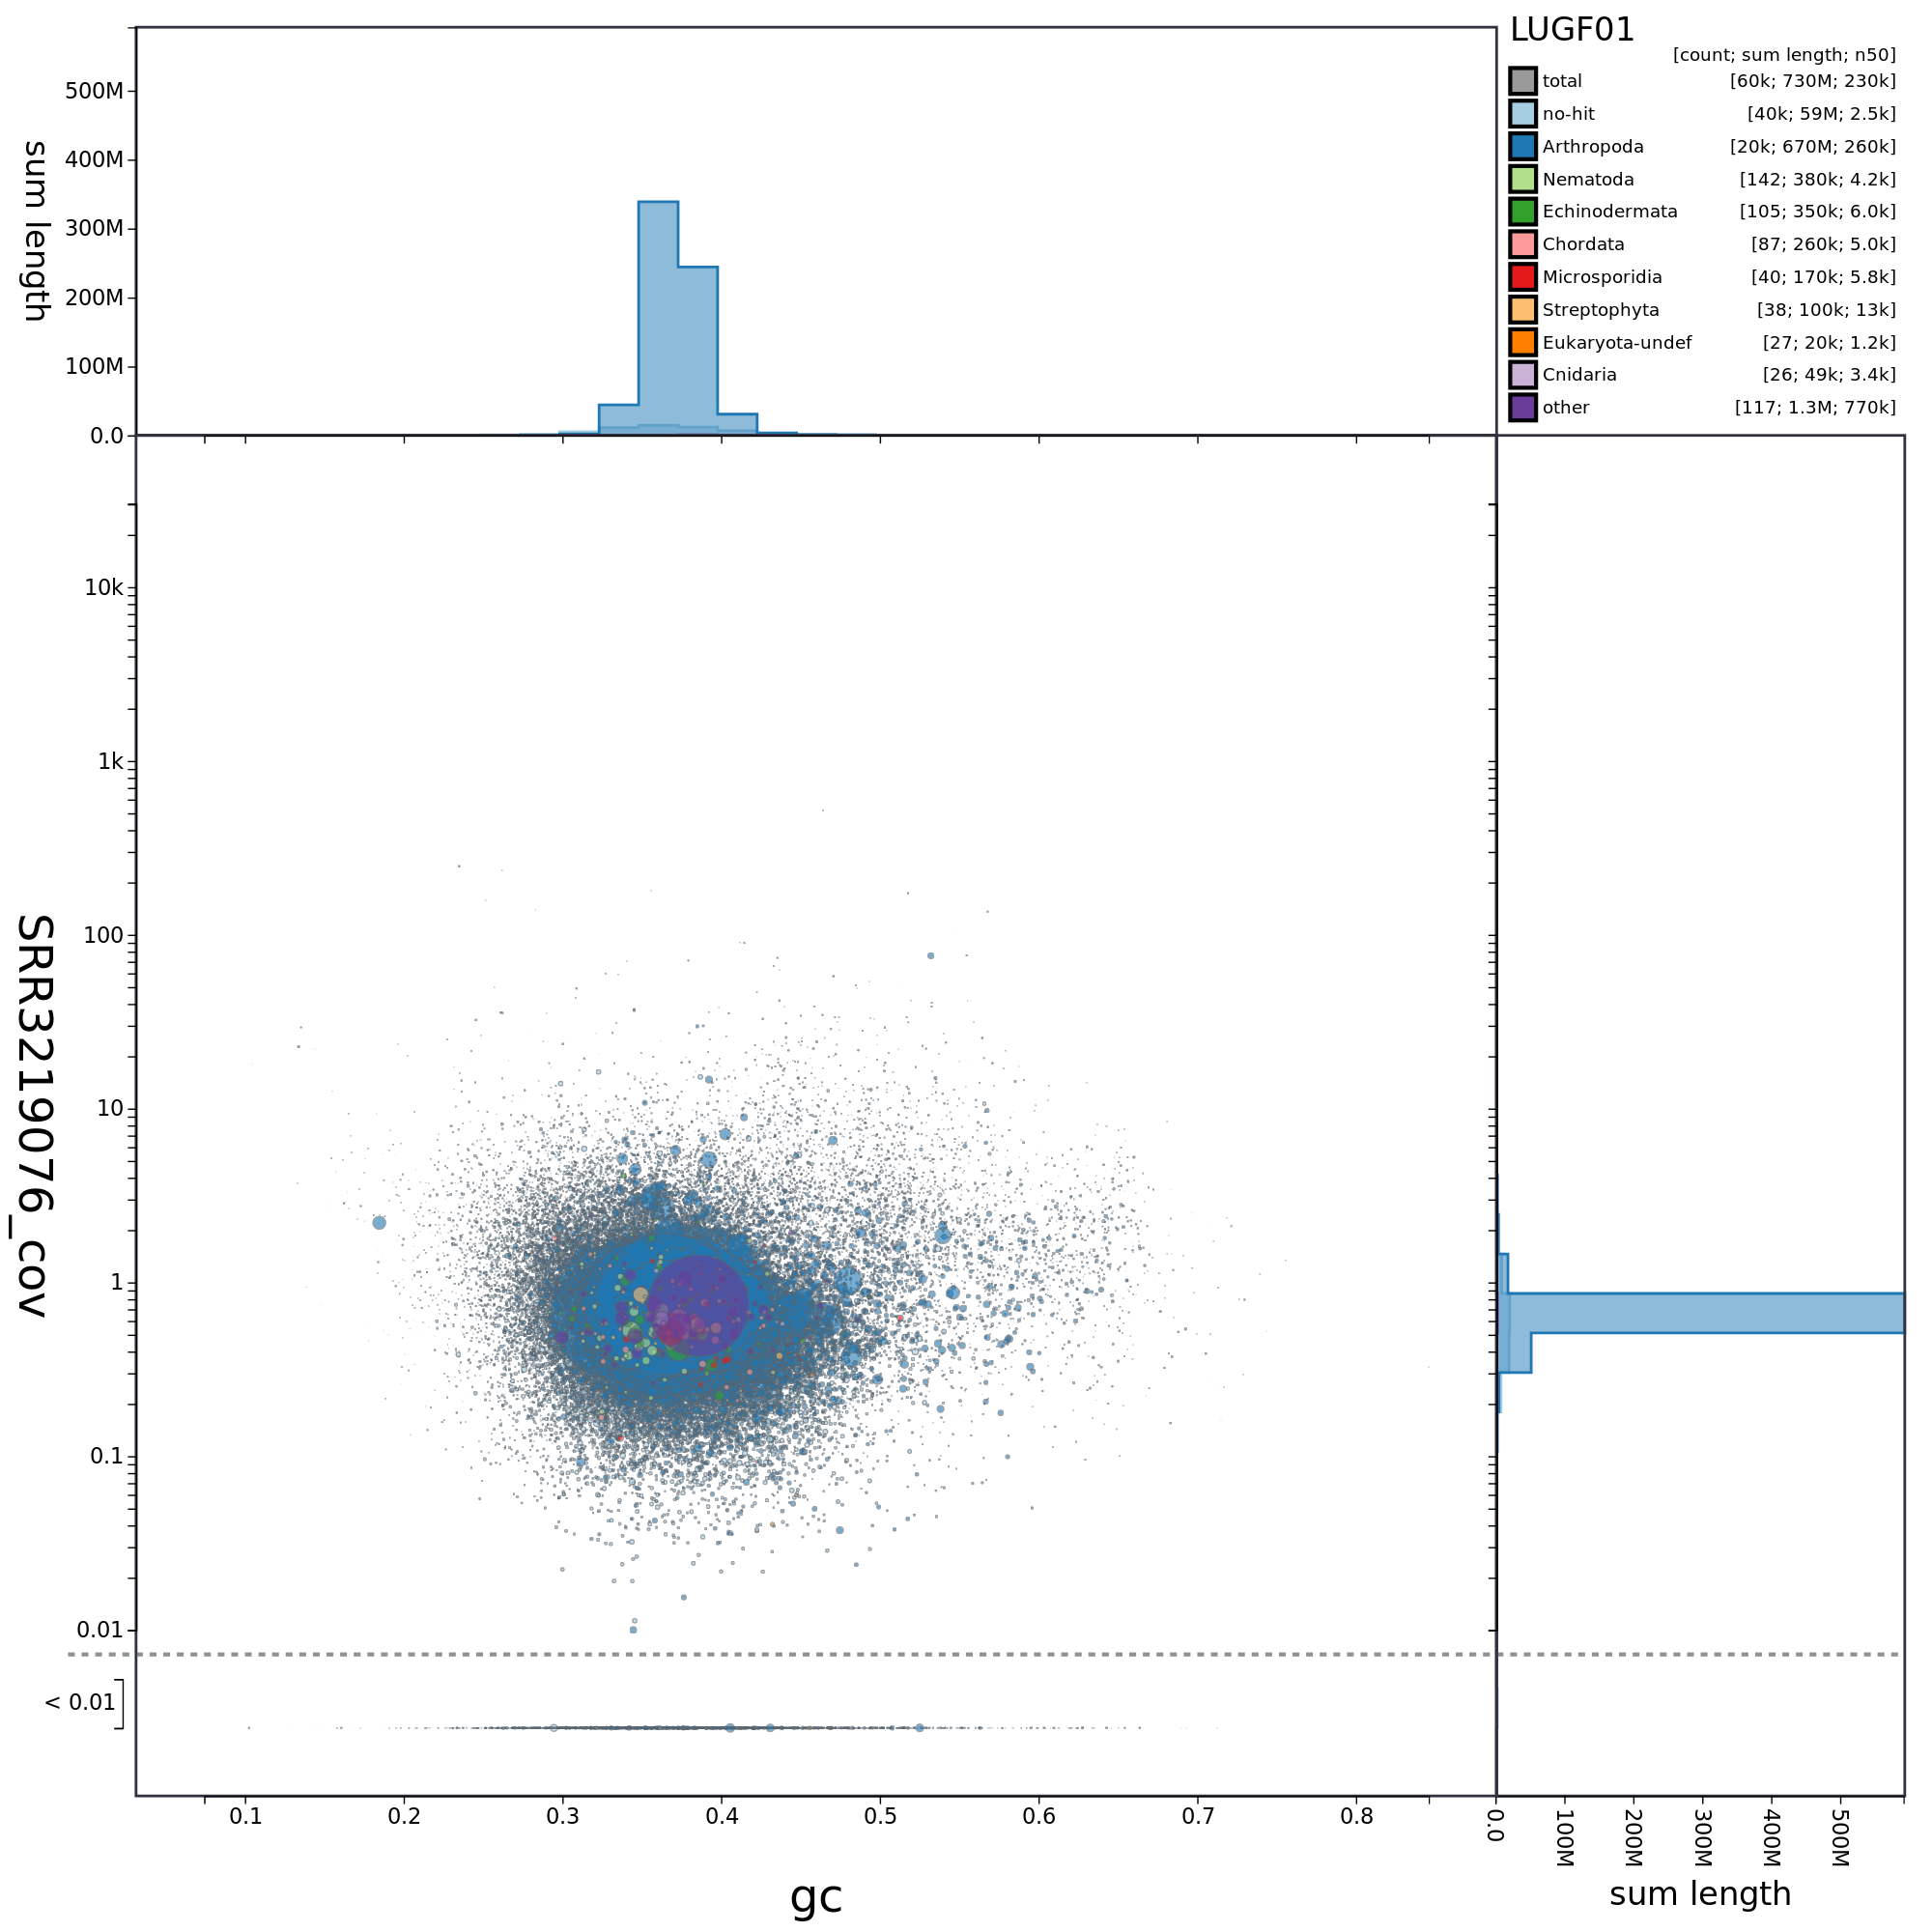 LUGF01
[count; sum length; n50]
total [60k; 730M; 230k]
no-hit [40k; 59M; 2.5k]
Arthropoda [20k; 670M; 260k]
Nematoda [142; 380k; 4.2k]
Echinodermata [105; 350k; 6.0k]
Chordata [87; 260k; 5.0k]
Microsporidia [40; 170k; 5.8k]
Streptophyta [38; 100k; 13k]
Eukaryota-undef [27; 20k; 1.2k]
Cnidaria [26; 49k; 3.4k]
other [117; 1.3M; 770k]
sum length
500M
400M
300M
200M
100M
0.0
SRR3219076_cov
10k
1k
100
10
1
0.1
0.01
< 0.01
0.1 0.2 0.3 0.4 0.5 0.6 0.7 0.8
gc
0.0 100M 200M 300M 400M 500M
sum length